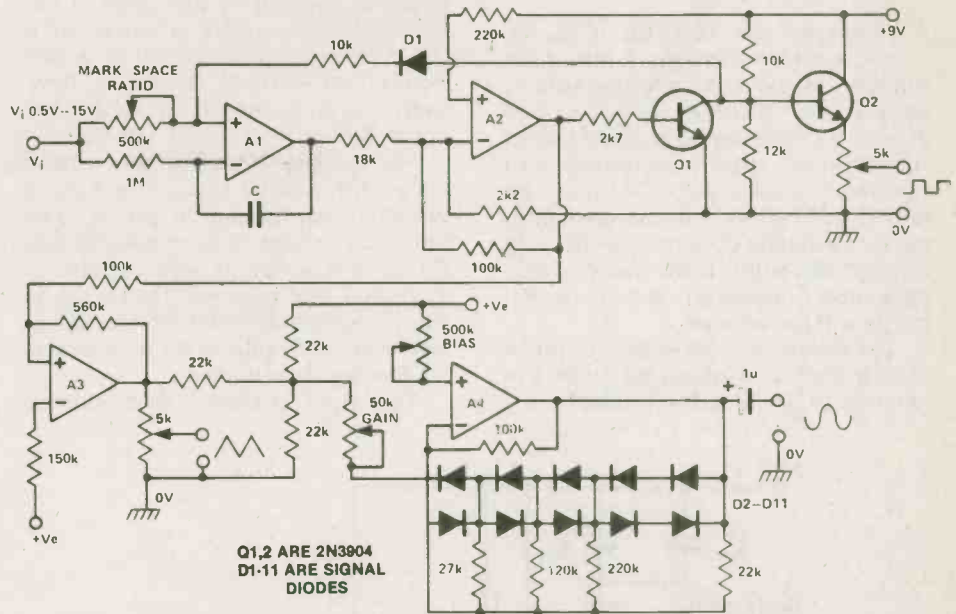 220k
+9V
10k
D1
10k
MARK SPACE
RATIO
Vi 0.5V--15V
500k
Vi
1M
+
−
A1
C
18k
+
−
A2
2k7
Q1
12k
Q2
5k
0V
2k2
100k
100k
560k
+
−
A3
22k
150k
+Ve
5k
0V
+Ve
22k
22k
500k
BIAS
50k
GAIN
+
−
A4
100k
+
1u
0V
D2–D11
27k
120k
220k
22k
Q1,2 ARE 2N3904
D1-11 ARE SIGNAL
DIODES